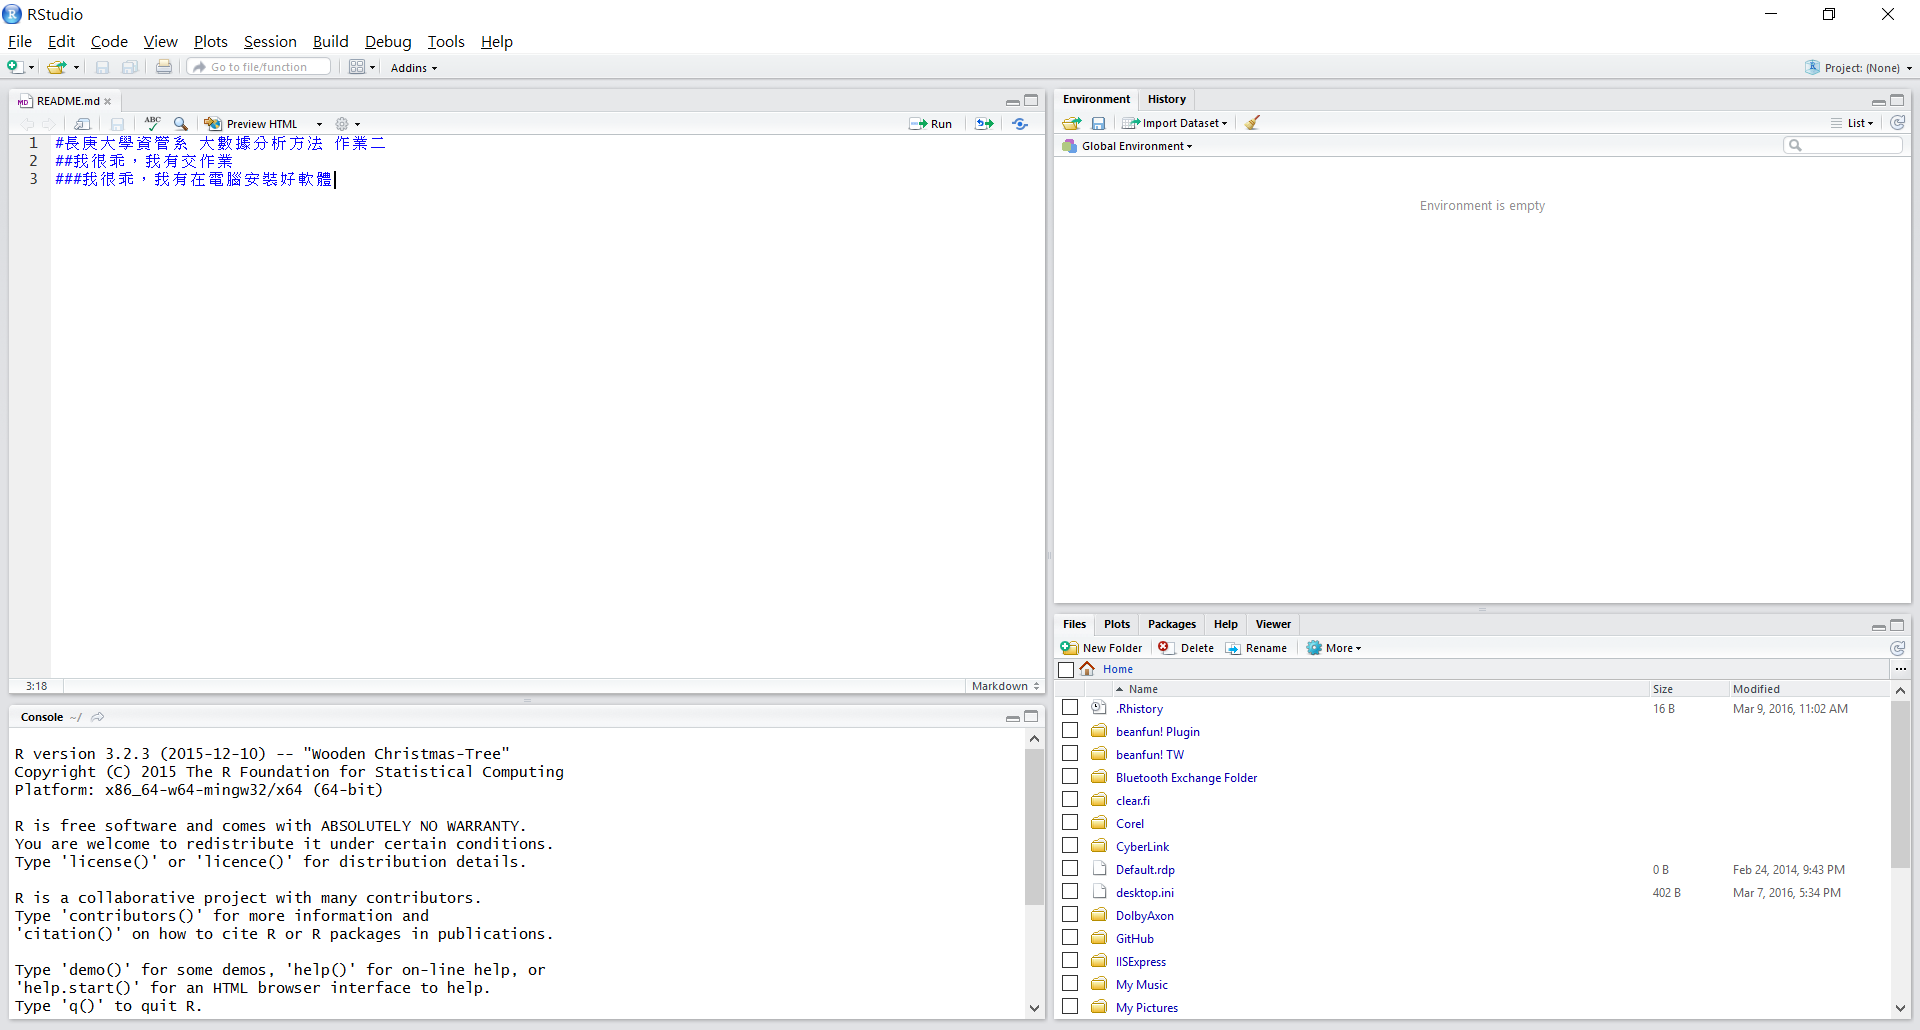 RStudio
File Edit Code View Plots Session Build Debug Tools Help
Go to file/function Addins Project: (None)
README.md
ABC Preview HTML Run
1 #長庚大學資管系 大數據分析方法 作業二
2 ##我很乖，我有交作業
3 ###我很乖，我有在電腦安裝好軟體
3:18 Markdown
Console ~/
R version 3.2.3 (2015-12-10) -- "Wooden Christmas-Tree"
Copyright (C) 2015 The R Foundation for Statistical Computing
Platform: x86_64-w64-mingw32/x64 (64-bit)
R is free software and comes with ABSOLUTELY NO WARRANTY.
You are welcome to redistribute it under certain conditions.
Type 'license()' or 'licence()' for distribution details.
R is a collaborative project with many contributors.
Type 'contributors()' for more information and
'citation()' on how to cite R or R packages in publications.
Type 'demo()' for some demos, 'help()' for on-line help, or
'help.start()' for an HTML browser interface to help.
Type 'q()' to quit R.
Environment History
Import Dataset List
Global Environment
Environment is empty
Files Plots Packages Help Viewer
New Folder Delete Rename More
Home ...
Name Size Modified
.Rhistory 16 B Mar 9, 2016, 11:02 AM
beanfun! Plugin
beanfun! TW
Bluetooth Exchange Folder
clear.fi
Corel
CyberLink
Default.rdp 0 B Feb 24, 2014, 9:43 PM
desktop.ini 402 B Mar 7, 2016, 5:34 PM
DolbyAxon
GitHub
IISExpress
My Music
My Pictures